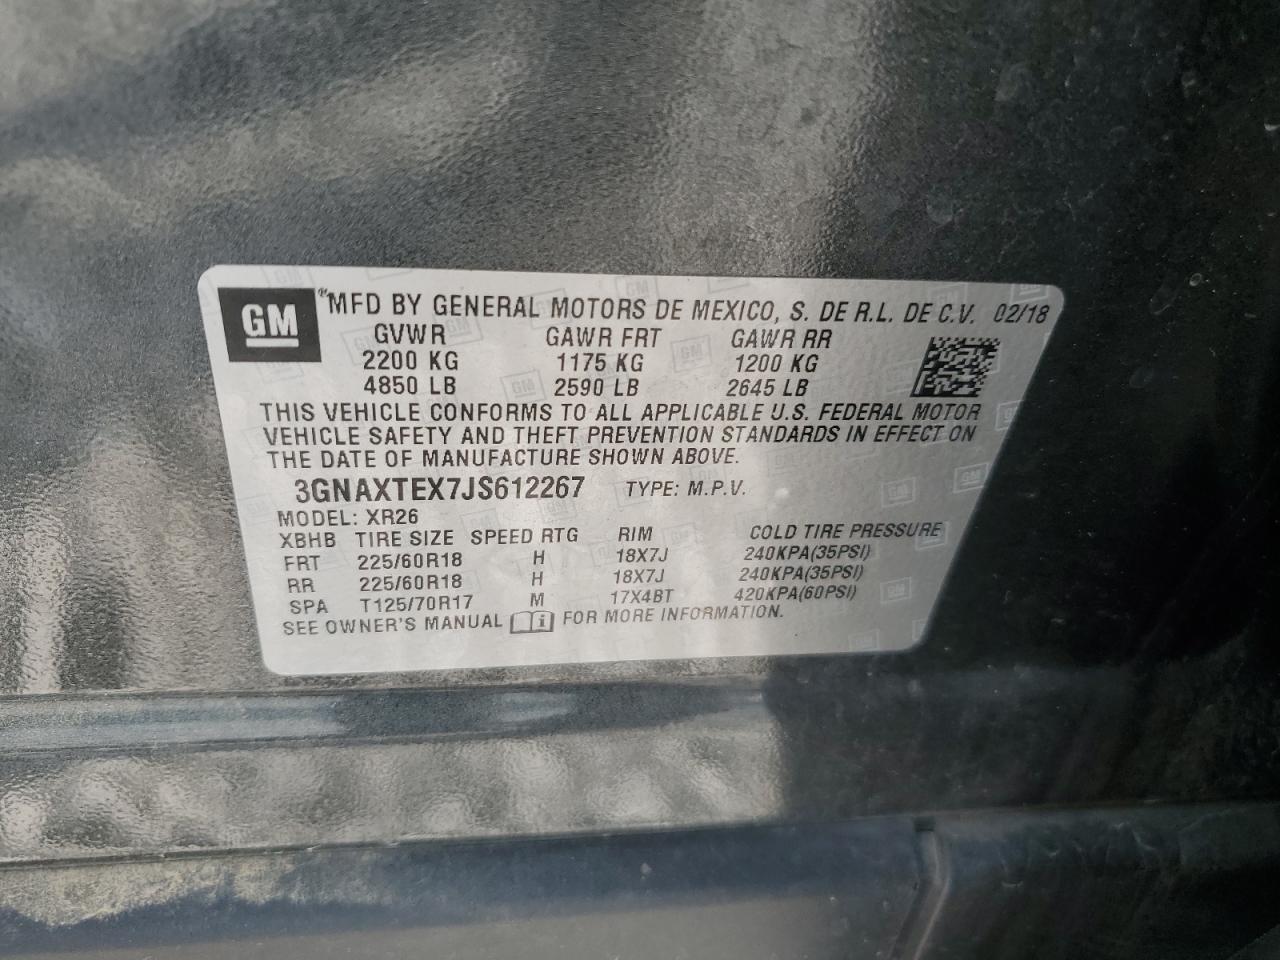 GM ® MFD BY GENERAL MOTORS DE MEXICO, S. DE R.L. DE C.V. 02/18
GVWR GAWR FRT GAWR RR
2200 KG 1175 KG 1200 KG
4850 LB 2590 LB 2645 LB
THIS VEHICLE CONFORMS TO ALL APPLICABLE U.S. FEDERAL MOTOR
VEHICLE SAFETY AND THEFT PREVENTION STANDARDS IN EFFECT ON
THE DATE OF MANUFACTURE SHOWN ABOVE.
3GNAXTEX7JS612267 TYPE: M.P.V.
MODEL: XR26
XBHB TIRE SIZE SPEED RTG RIM COLD TIRE PRESSURE
FRT 225/60R18 H 18X7J 240KPA(35PSI)
RR 225/60R18 H 18X7J 240KPA(35PSI)
SPA T125/70R17 M 17X4BT 420KPA(60PSI)
SEE OWNER'S MANUAL i FOR MORE INFORMATION.